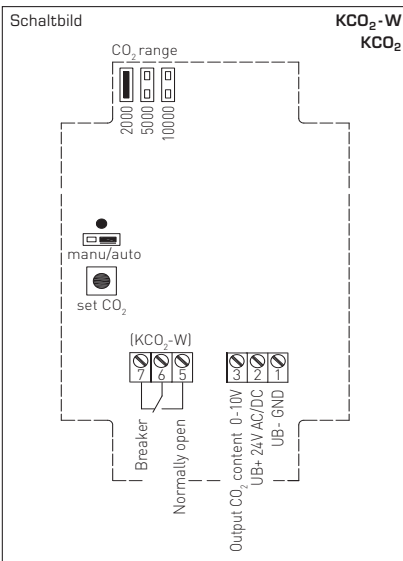 Schaltbild
KCO₂-W
KCO₂
CO₂ range
2000
5000
10000
manu/auto
set CO₂
(KCO₂-W)
7 6 5
3 2 1
Breaker
Normally open
Output CO₂ content 0-10V
UB+ 24V AC/DC
UB- GND